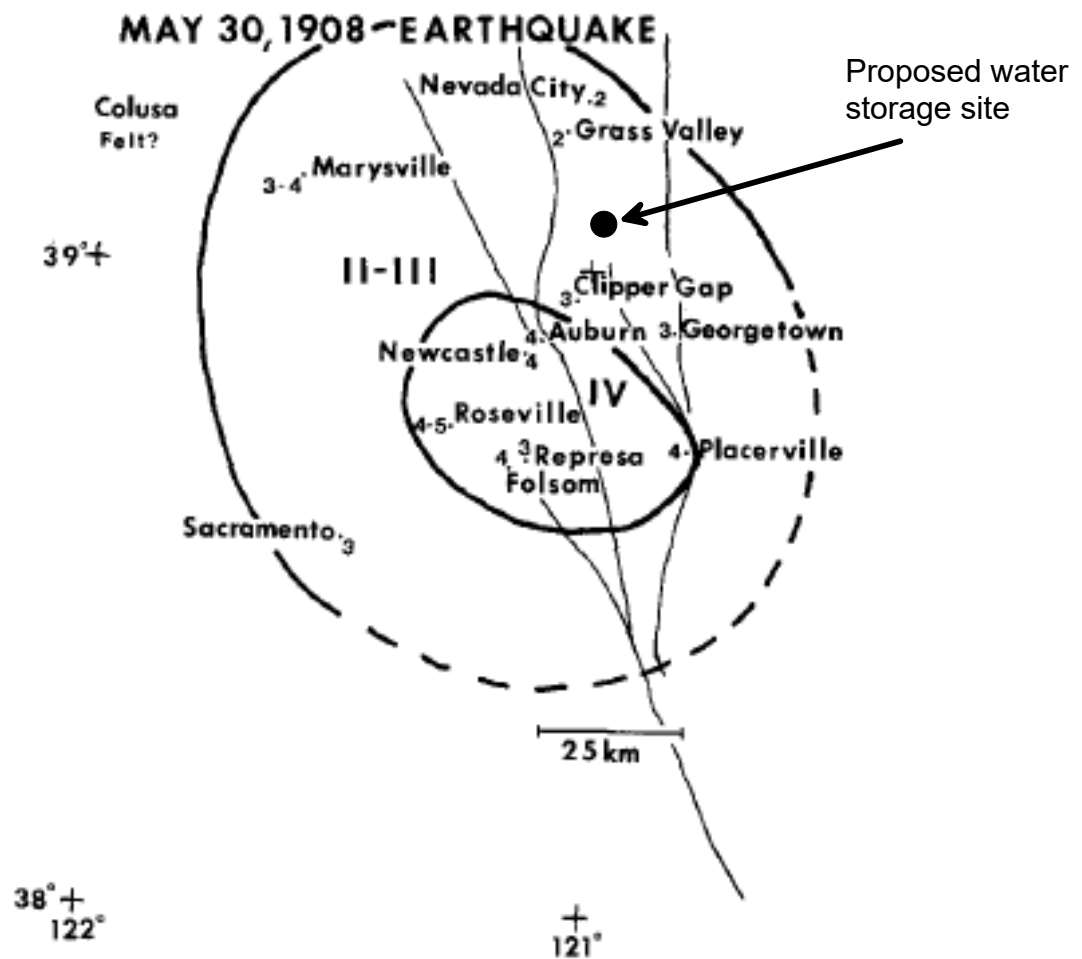 MAY 30, 1908 - EARTHQUAKE
Proposed water
storage site
Nevada City
.2
Colusa
Felt?
2.
Grass Valley
Marysville
3-4.
39°
II-III
Clipper Gap
3.
4.
Auburn
3.
Georgetown
Newcastle
4
IV
4-5.
Roseville
4.
3
Represa
4.
Placerville
Folsom
Sacramento
.3
25 km
38°
122°
121°